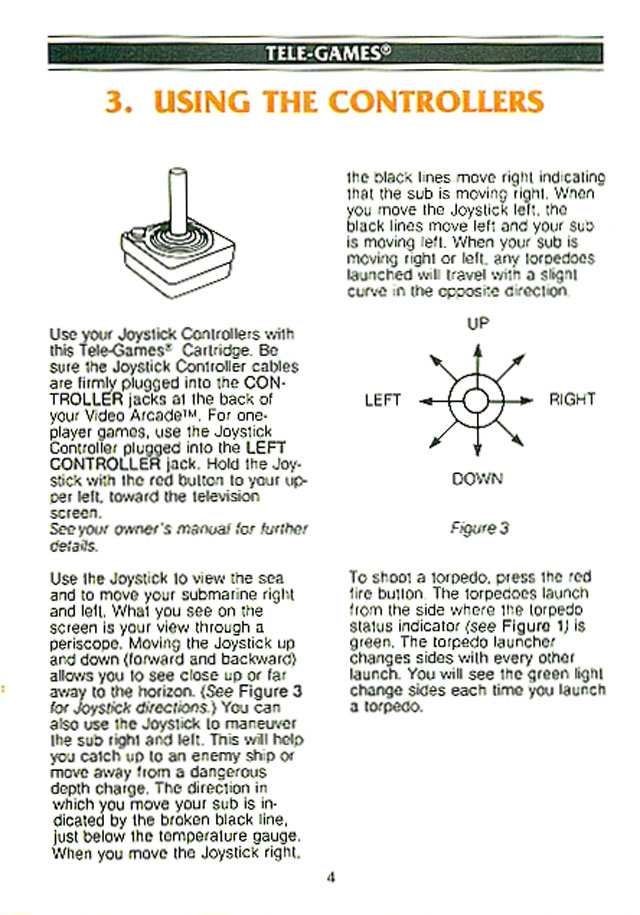 TELE-GAMES®
3. USING THE CONTROLLERS
Use your Joystick Controllers with
this Tele-Games® Cartridge. Be
sure the Joystick Controller cables
are firmly plugged into the CON-
TROLLER jacks at the back of
your Video Arcade™. For one-
player games, use the Joystick
Controller plugged into the LEFT
CONTROLLER jack. Hold the Joy-
stick with the red button to your up-
per left, toward the television
screen.
See your owner's manual for further
details.
Use the Joystick to view the sea
and to move your submarine right
and left. What you see on the
screen is your view through a
periscope. Moving the Joystick up
and down (forward and backward)
allows you to see close up or far
away to the horizon. (See Figure 3
for Joystick directions.) You can
also use the Joystick to maneuver
the sub right and left. This will help
you catch up to an enemy ship or
move away from a dangerous
depth charge. The direction in
which you move your sub is in-
dicated by the broken black line,
just below the temperature gauge.
When you move the Joystick right,
the black lines move right indicating
that the sub is moving right. When
you move the Joystick left, the
black lines move left and your sub
is moving left. When your sub is
moving right or left, any torpedoes
launched will travel with a slight
curve in the opposite direction.
UP
LEFT
RIGHT
DOWN
Figure 3
To shoot a torpedo, press the red
fire button. The torpedoes launch
from the side where the torpedo
status indicator (see Figure 1) is
green. The torpedo launcher
changes sides with every other
launch. You will see the green light
change sides each time you launch
a torpedo.
4